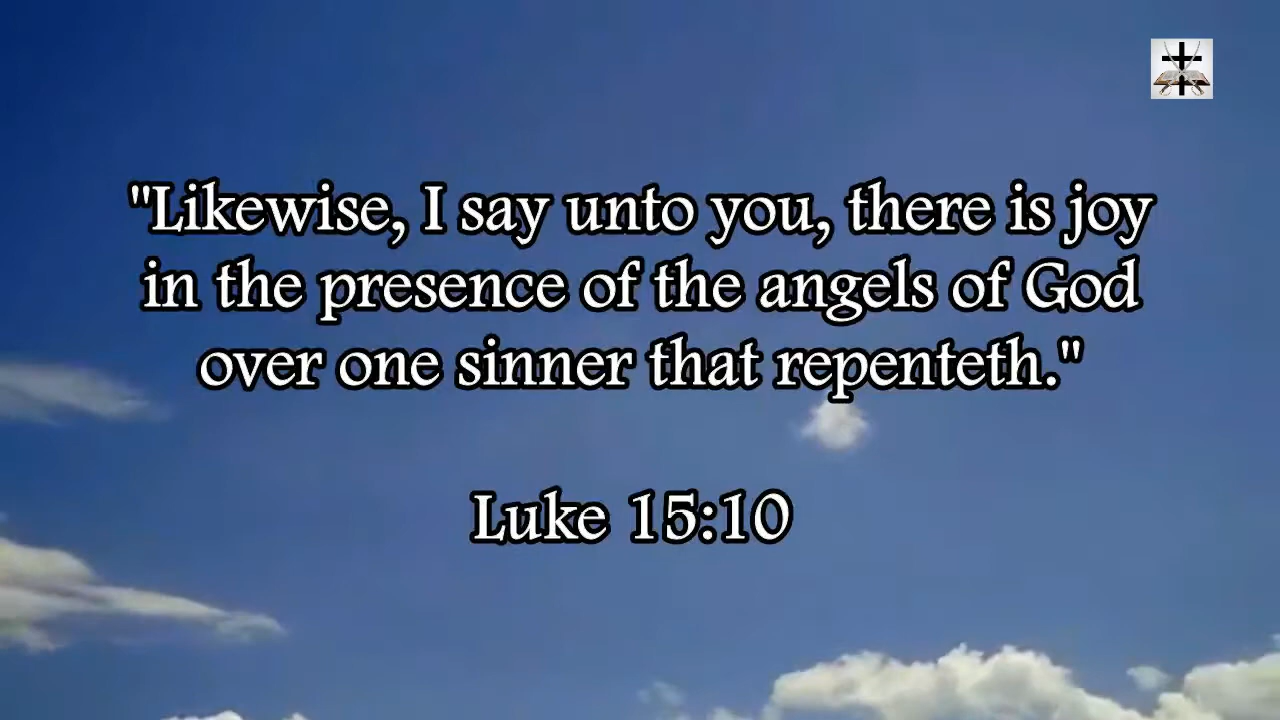 "Likewise, I say unto you, there is joy
in the presence of the angels of God
over one sinner that repenteth."
Luke 15:10